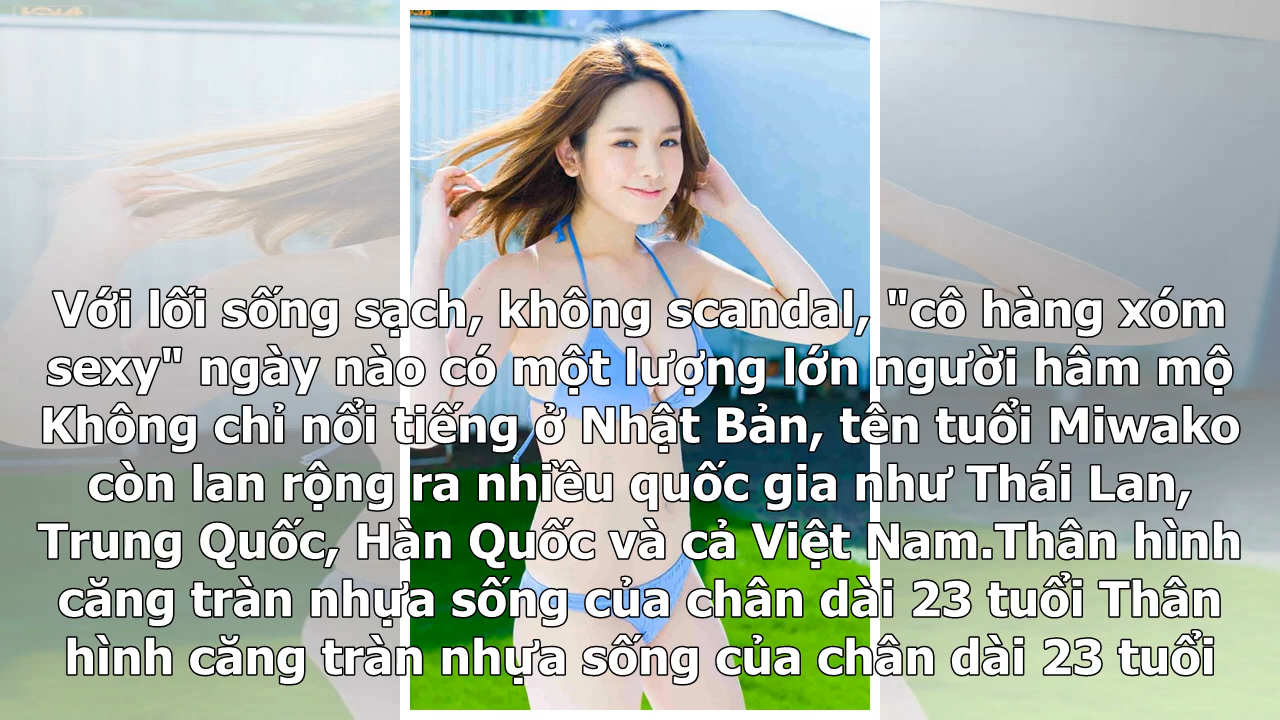 Với lối sống sạch, không scandal, "cô hàng xóm
sexy" ngày nào có một lượng lớn người hâm mộ
Không chỉ nổi tiếng ở Nhật Bản, tên tuổi Miwako
còn lan rộng ra nhiều quốc gia như Thái Lan,
Trung Quốc, Hàn Quốc và cả Việt Nam.Thân hình
căng tràn nhựa sống của chân dài 23 tuổi Thân
hình căng tràn nhựa sống của chân dài 23 tuổi